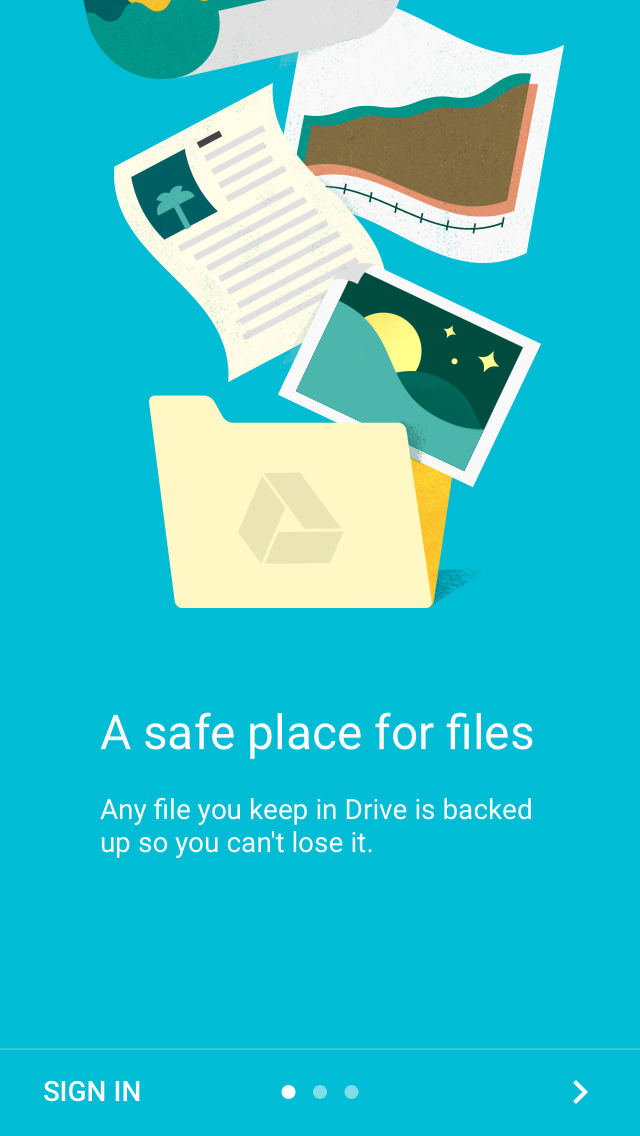 A safe place for files
Any file you keep in Drive is backed
up so you can't lose it.
SIGN IN